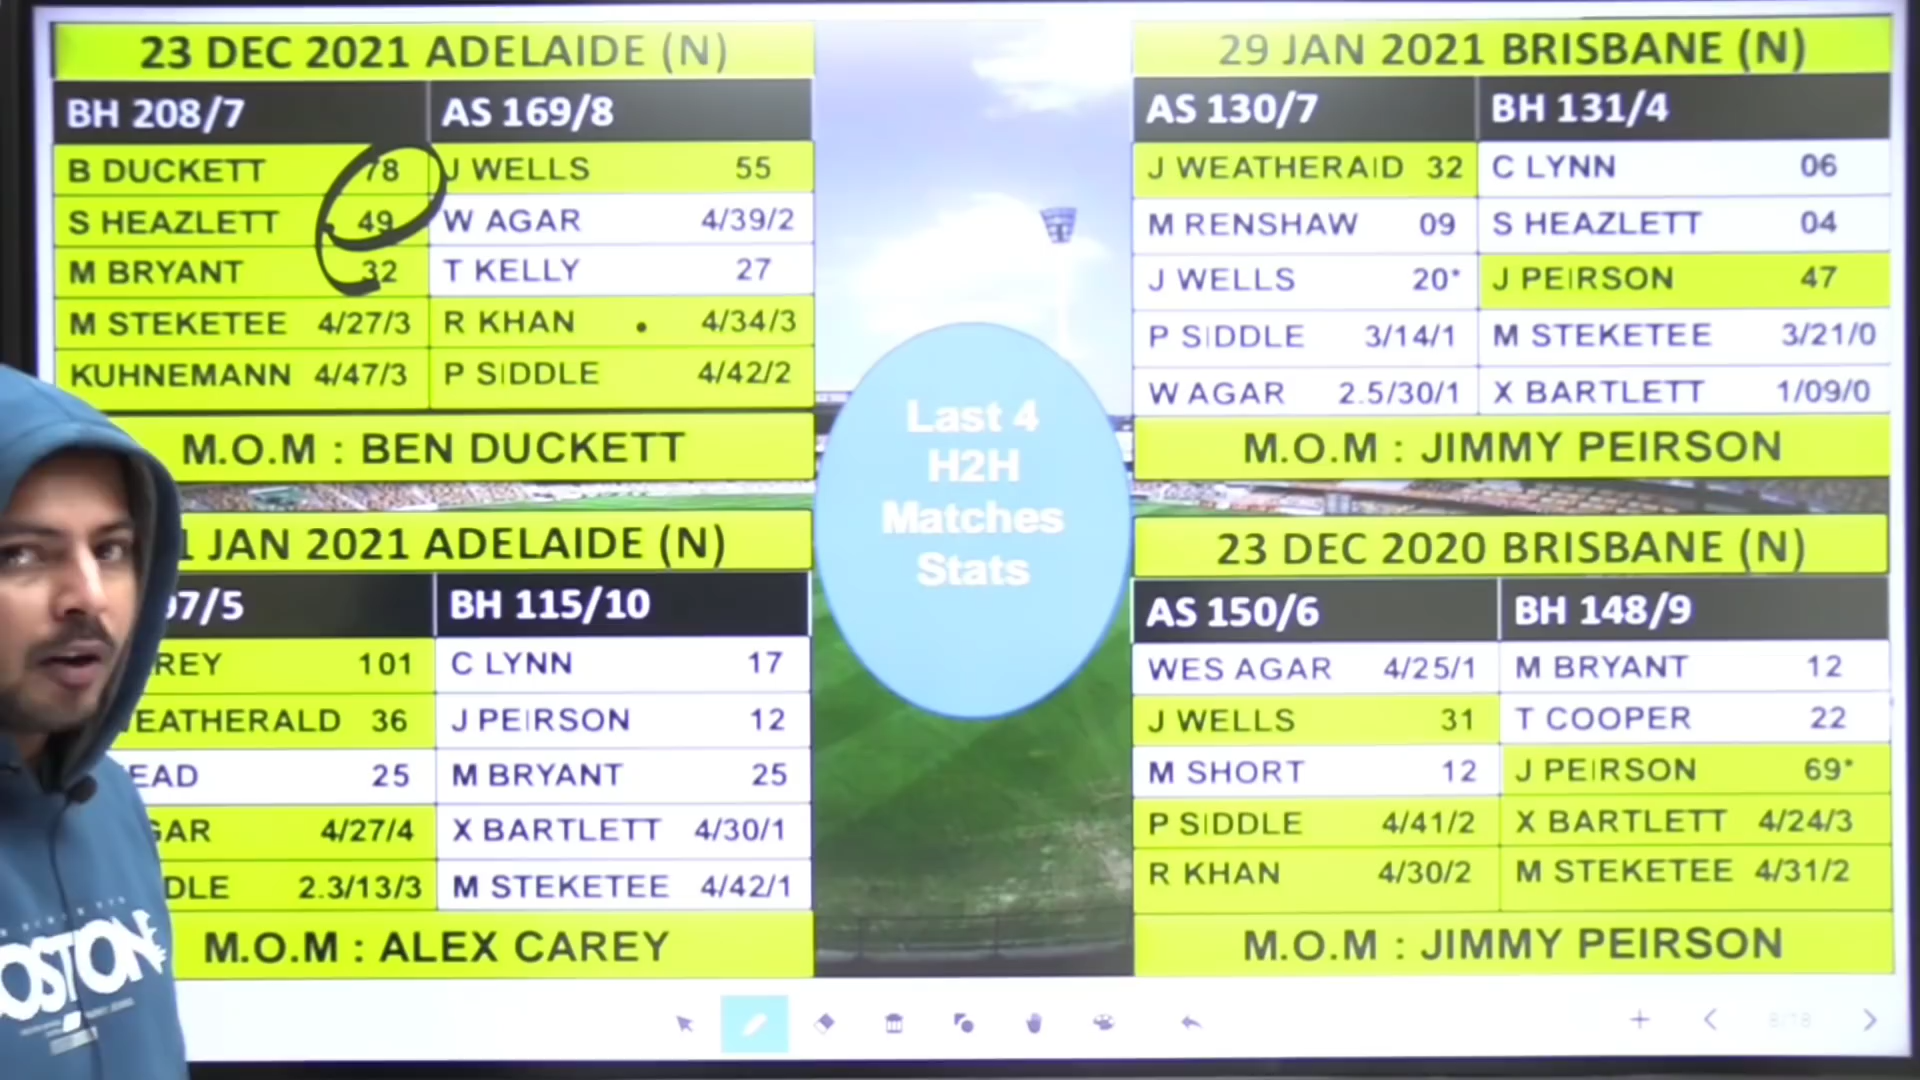 23 DEC 2021 ADELAIDE (N)
BH 208/7 AS 169/8
B DUCKETT 78 J WELLS 55
S HEAZLETT 49 W AGAR 4/39/2
M BRYANT 32 T KELLY 27
M STEKETEE 4/27/3 R KHAN 4/34/3
KUHNEMANN 4/47/3 P SIDDLE 4/42/2
M.O.M : BEN DUCKETT
29 JAN 2021 BRISBANE (N)
AS 130/7 BH 131/4
J WEATHERAID 32 C LYNN 06
M RENSHAW 09 S HEAZLETT 04
J WELLS 20* J PEIRSON 47
P SIDDLE 3/14/1 M STEKETEE 3/21/0
W AGAR 2.5/30/1 X BARTLETT 1/09/0
M.O.M : JIMMY PEIRSON
Last 4
H2H
Matches
Stats
1 JAN 2021 ADELAIDE (N)
97/5 BH 115/10
REY 101 C LYNN 17
EATHERALD 36 J PEIRSON 12
EAD 25 M BRYANT 25
GAR 4/27/4 X BARTLETT 4/30/1
DLE 2.3/13/3 M STEKETEE 4/42/1
M.O.M : ALEX CAREY
23 DEC 2020 BRISBANE (N)
AS 150/6 BH 148/9
WES AGAR 4/25/1 M BRYANT 12
J WELLS 31 T COOPER 22
M SHORT 12 J PEIRSON 69*
P SIDDLE 4/41/2 X BARTLETT 4/24/3
R KHAN 4/30/2 M STEKETEE 4/31/2
M.O.M : JIMMY PEIRSON
OSTON
8/18